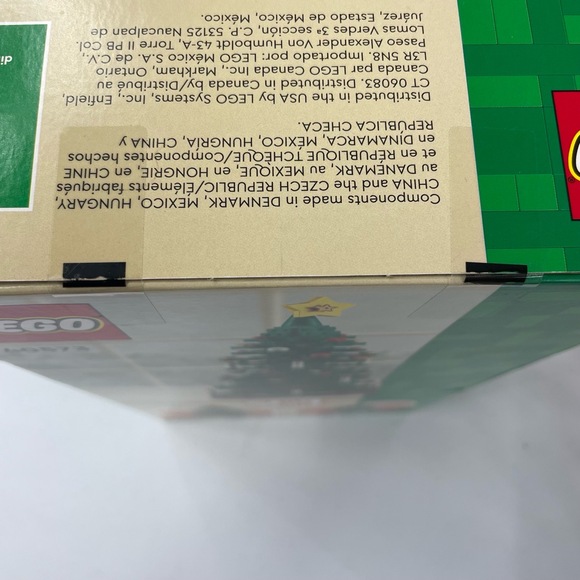 Components made in DENMARK, MEXICO, HUNGARY,
CHINA and the CZECH REPUBLIC/Éléments fabriqués
au DANEMARK, au MEXIQUE, en HONGRIE, en CHINE
et en RÉPUBLIQUE TCHÈQUE/Componentes hechos
en DINAMARCA, MÉXICO, HUNGRÍA, CHINA y
REPÚBLICA CHECA.
Distributed in the USA by LEGO Systems, Inc., Enfield,
CT 06083. Distributed in Canada by/Distribué au
Canada par LEGO Canada Inc., Markham, Ontario
L3R 5N8. Importado por: LEGO México S.A. de C.V,
Paseo Alexander Von Humboldt 43-A, Torre II PB Col.
Lomas Verdes 3ª sección, C.P. 53125 Naucalpan de
Juárez, Estado de México, México.
LEGO